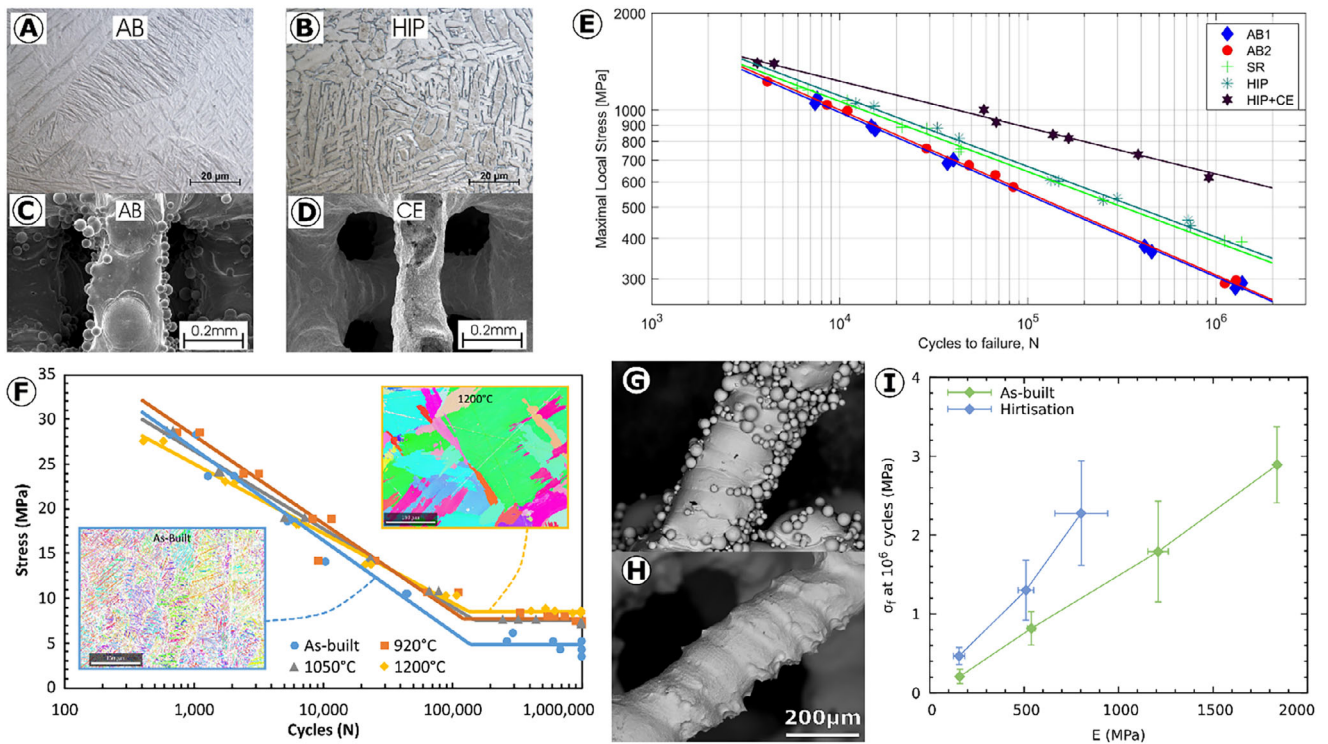 A
AB
20 μm
B
HIP
20 μm
C
AB
0.2mm
D
CE
0.2mm
E
2000
1000
900
800
700
600
500
400
300
Maximal Local Stress [MPa]
10³
10⁴
10⁵
10⁶
Cycles to failure, N
AB1
AB2
SR
HIP
HIP+CE
F
35
30
25
20
15
10
5
0
Stress (MPa)
100
1,000
10,000
100,000
1,000,000
Cycles (N)
As-Built
1200°C
As-built
920°C
1050°C
1200°C
G
H
200μm
I
As-built
Hirtisation
4
3
2
1
0
σf at 10⁶ cycles (MPa)
0
500
1000
1500
2000
E (MPa)